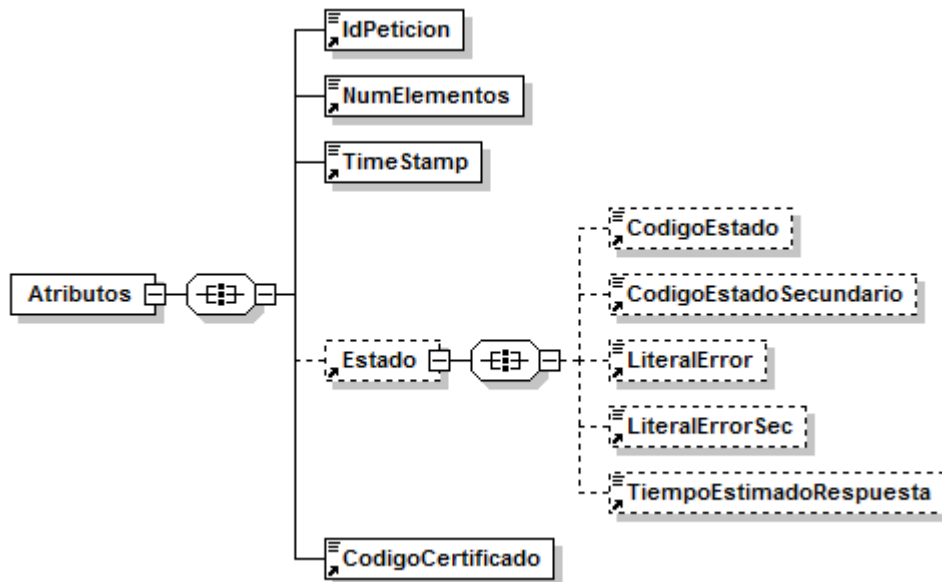 IdPeticion
NumElementos
TimeStamp
CodigoEstado
CodigoEstadoSecundario
Atributos
Estado
LiteralError
LiteralErrorSec
TiempoEstimadoRespuesta
CodigoCertificado